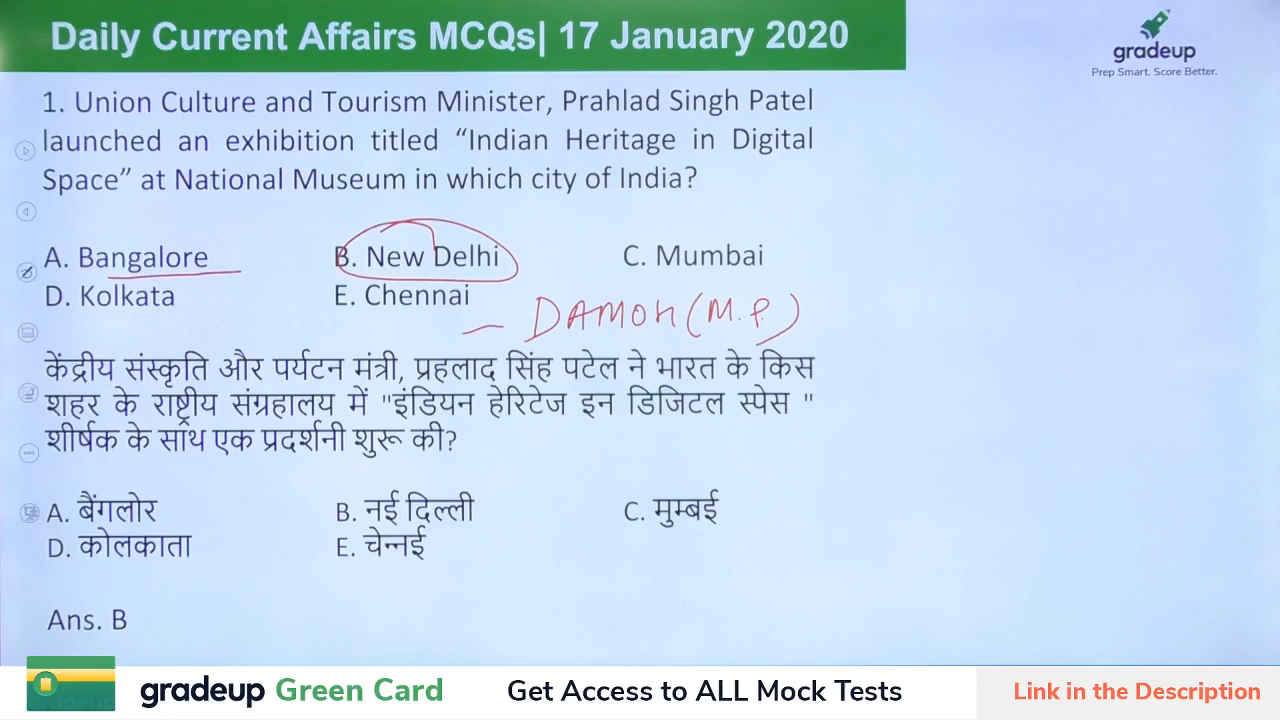 Daily Current Affairs MCQs| 17 January 2020
gradeup
Prep Smart. Score Better.
1. Union Culture and Tourism Minister, Prahlad Singh Patel
launched an exhibition titled “Indian Heritage in Digital
Space” at National Museum in which city of India?
A. Bangalore B. New Delhi C. Mumbai
D. Kolkata E. Chennai
– DAMOH (M.P.)
केंद्रीय संस्कृति और पर्यटन मंत्री, प्रहलाद सिंह पटेल ने भारत के किस
शहर के राष्ट्रीय संग्रहालय में "इंडियन हेरिटेज इन डिजिटल स्पेस "
शीर्षक के साथ एक प्रदर्शनी शुरू की?
A. बैंगलोर B. नई दिल्ली C. मुम्बई
D. कोलकाता E. चेन्नई
Ans. B
gradeup Green Card Get Access to ALL Mock Tests Link in the Description